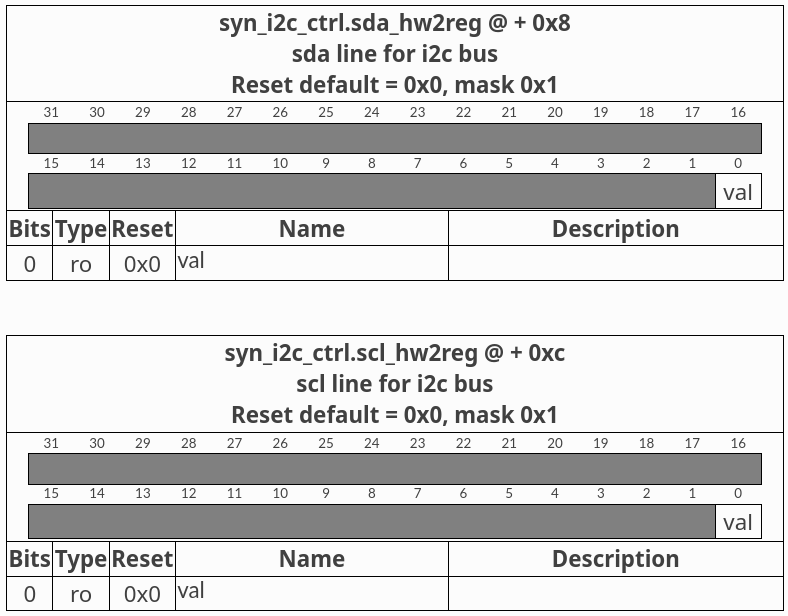 syn_i2c_ctrl.sda_hw2reg @ + 0x8
sda line for i2c bus
Reset default = 0x0, mask 0x1
31 30 29 28 27 26 25 24 23 22 21 20 19 18 17 16
15 14 13 12 11 10 9 8 7 6 5 4 3 2 1 0
val
Bits Type Reset Name Description
0 ro 0x0 val
syn_i2c_ctrl.scl_hw2reg @ + 0xc
scl line for i2c bus
Reset default = 0x0, mask 0x1
31 30 29 28 27 26 25 24 23 22 21 20 19 18 17 16
15 14 13 12 11 10 9 8 7 6 5 4 3 2 1 0
val
Bits Type Reset Name Description
0 ro 0x0 val